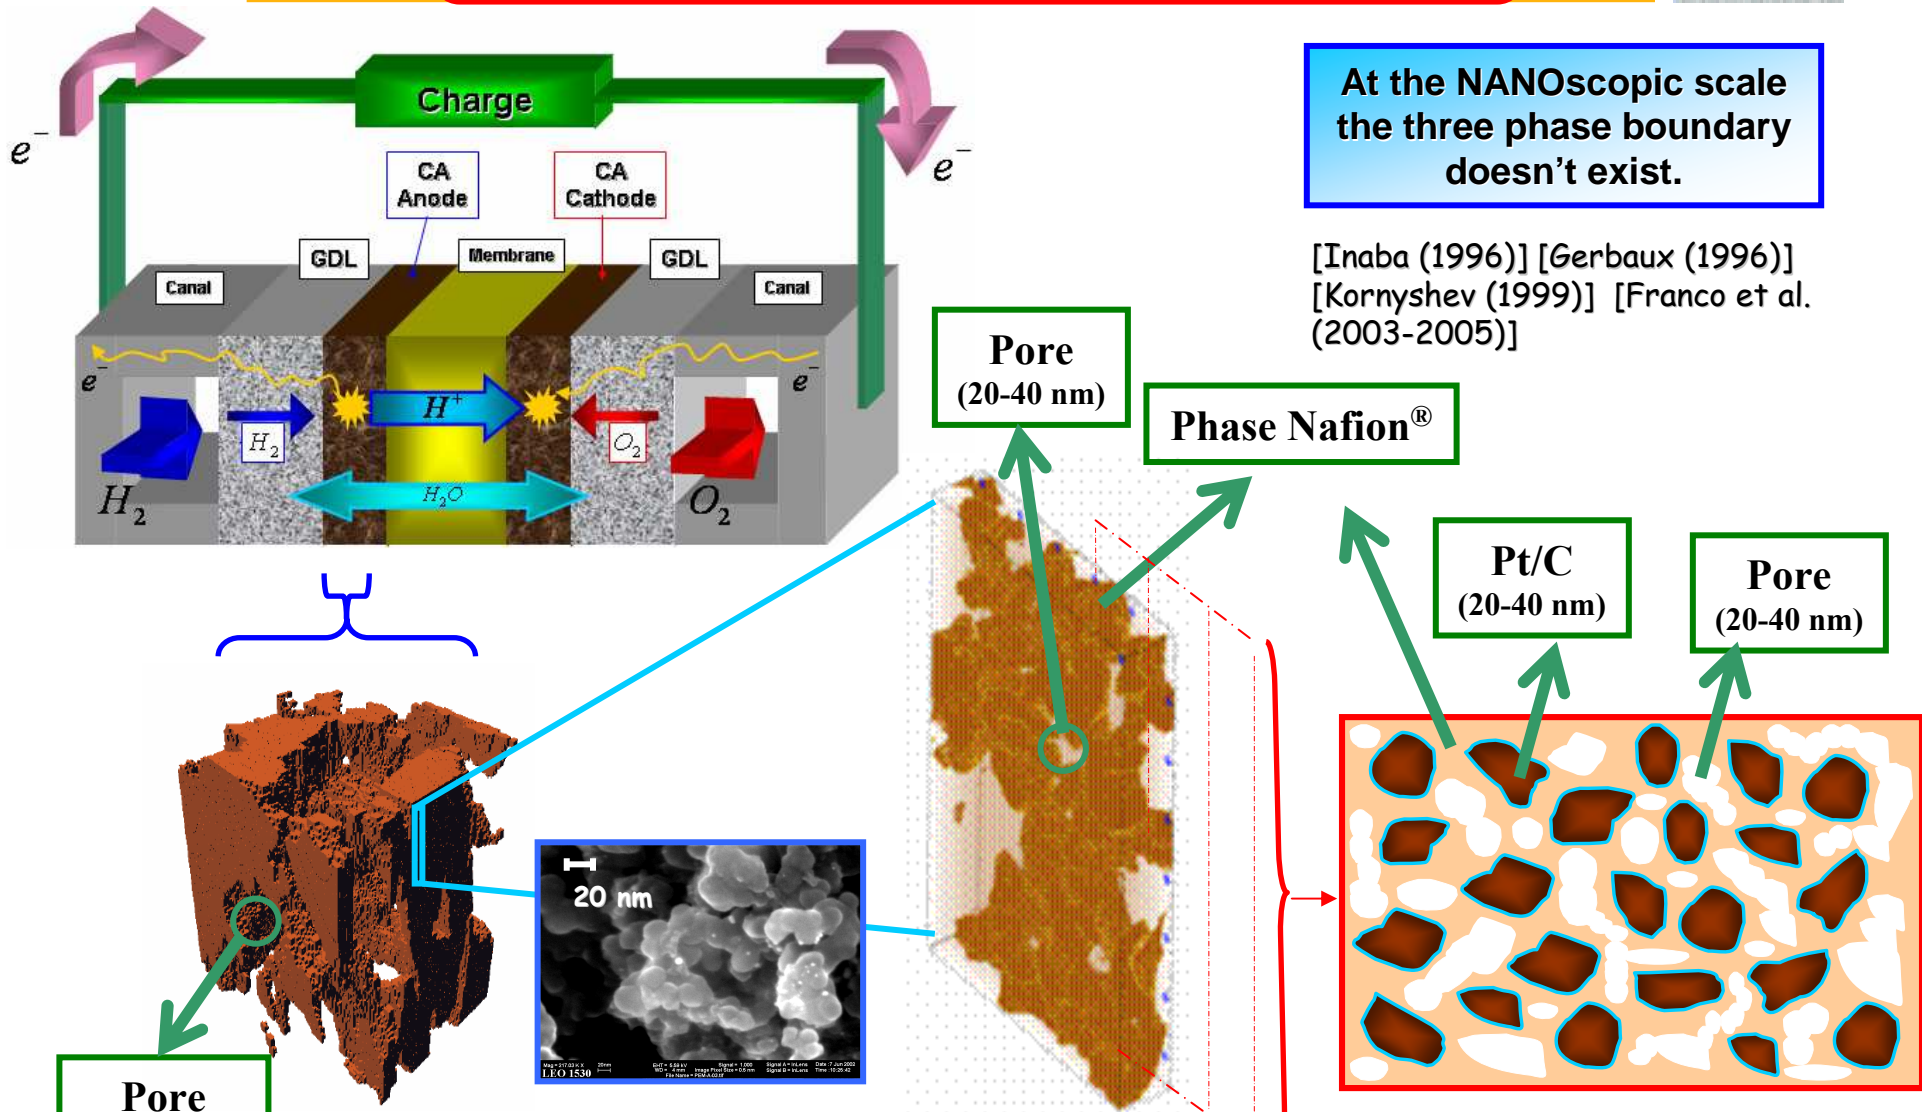 Charge
e⁻
e⁻
CA
Anode
CA
Cathode
Canal
GDL
Membrane
GDL
Canal
e⁻
e⁻
H⁺
H₂
O₂
H₂O
H₂
O₂
At the NANOscopic scale
the three phase boundary
doesn't exist.
[Inaba (1996)] [Gerbaux (1996)]
[Kornyshev (1999)] [Franco et al.
(2003-2005)]
Pore
(20-40 nm)
Phase Nafion®
Pt/C
(20-40 nm)
Pore
(20-40 nm)
20 nm
LEO 1530
Pore